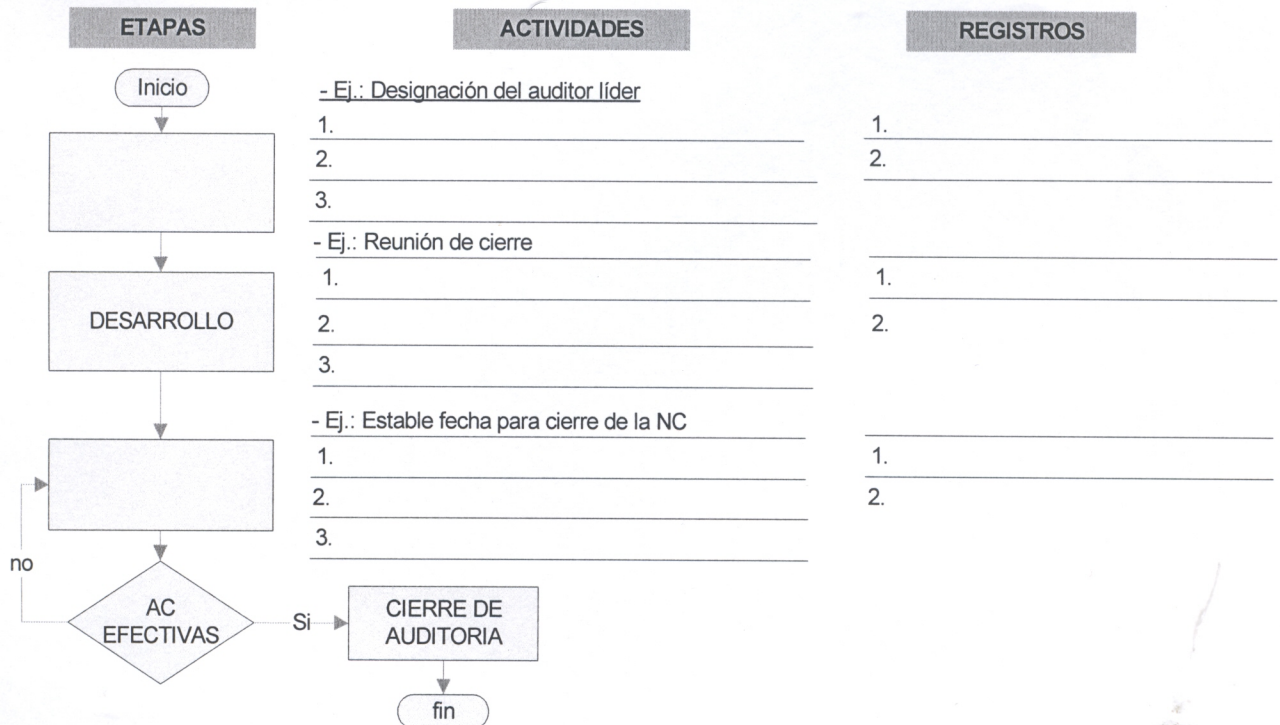 ETAPAS
ACTIVIDADES
REGISTROS
Inicio
- Ej.: Designación del auditor líder
1.
2.
3.
1.
2.
- Ej.: Reunión de cierre
DESARROLLO
1.
2.
3.
1.
2.
- Ej.: Estable fecha para cierre de la NC
1.
2.
3.
1.
2.
no
AC
EFECTIVAS
Si
CIERRE DE
AUDITORIA
fin